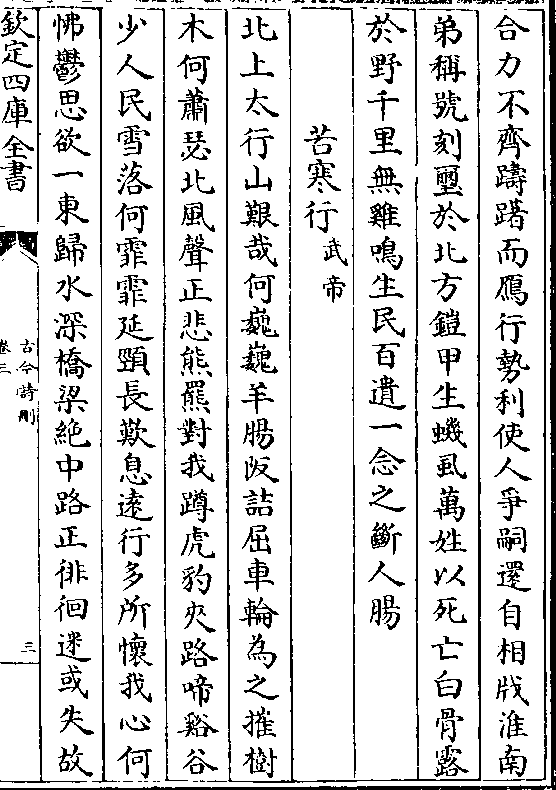 合力不齊躊躇而鴈行勢利使人爭嗣還自相戕淮南
弟稱號刻璽於北方鎧甲生蟣虱萬姓以死亡白骨露
於野千里無雞鳴生民百遺一念之斷人腸
苦寒行武帝
北上太行山艱哉何巍巍羊腸阪詰屈車輪為之摧樹
木何蕭瑟北風聲正悲熊羆對我蹲虎豹夾路啼谿谷
少人民雪落何霏霏延頸長歎息逺行多所懷我心何
怫鬱思欲一東歸水深橋梁絶中路正徘徊迷或失故
欽定四庫全書
古今詩刪
卷三
三